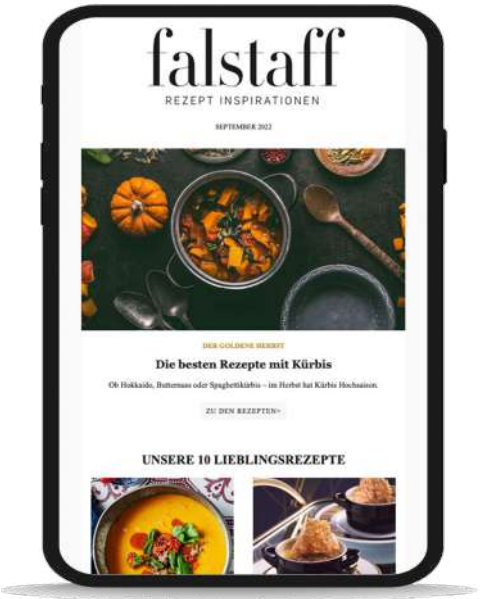 falstaff
REZEPT INSPIRATIONEN
SEPTEMBER 2022
DER GOLDENE HERBST
Die besten Rezepte mit Kürbis
Ob Hokkaido, Butternuss oder Spaghettikürbis – im Herbst hat Kürbis Hochsaison.
ZU DEN REZEPTEN>
UNSERE 10 LIEBLINGSREZEPTE